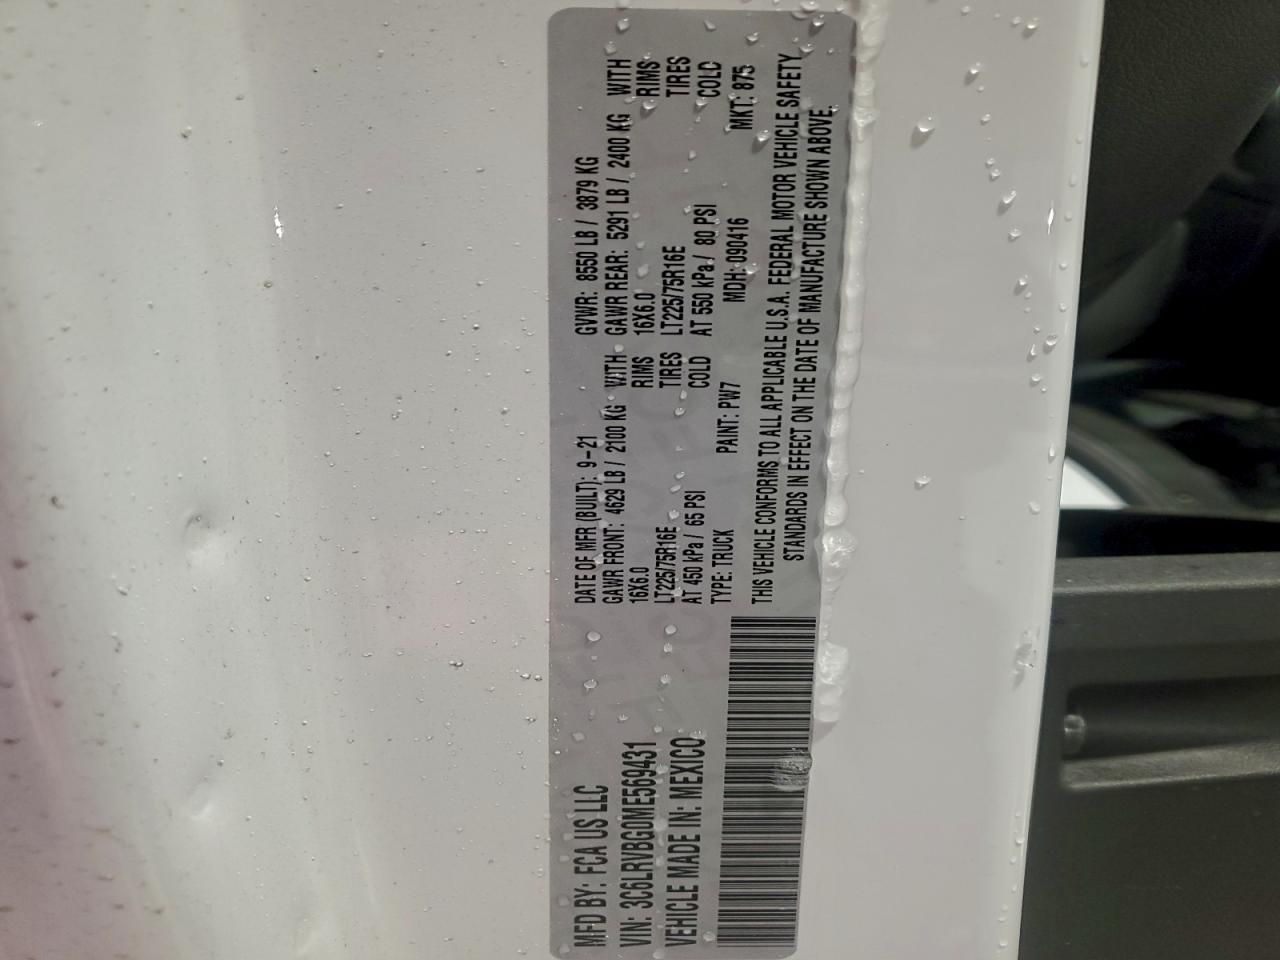 MFD BY: FCA US LLC
VIN: 3C6LRVBG0ME569431
VEHICLE MADE IN: MEXICO
DATE OF MFR (BUILT): 9-21 GVWR: 8550 LB / 3879 KG
GAWR FRONT: 4629 LB / 2100 KG WITH GAWR REAR: 5291 LB / 2400 KG WITH
16X6.0 RIMS 16X6.0 RIMS
LT225/75R16E TIRES LT225/75R16E TIRES
AT 450 kPa / 65 PSI COLD AT 550 kPa / 80 PSI COLD
TYPE: TRUCK PAINT: PW7 MDH: 090416 MKT: 875
THIS VEHICLE CONFORMS TO ALL APPLICABLE U.S.A. FEDERAL MOTOR VEHICLE SAFETY
STANDARDS IN EFFECT ON THE DATE OF MANUFACTURE SHOWN ABOVE.